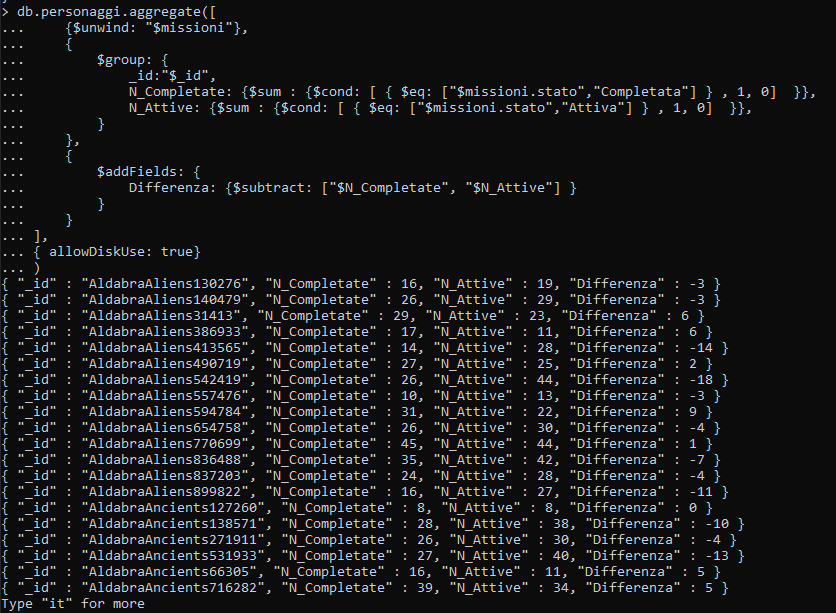 > db.personaggi.aggregate([
... {$unwind: "$missioni"},
... {
... $group: {
... _id:"$_id",
... N_Completate: {$sum : {$cond: [ { $eq: ["$missioni.stato","Completata"] } , 1, 0] }},
... N_Attive: {$sum : {$cond: [ { $eq: ["$missioni.stato","Attiva"] } , 1, 0] }},
... }
... },
... {
... $addFields: {
... Differenza: {$subtract: ["$N_Completate", "$N_Attive"] }
... }
... }
... ],
... { allowDiskUse: true}
... )
{ "_id" : "AldabraAliens130276", "N_Completate" : 16, "N_Attive" : 19, "Differenza" : -3 }
{ "_id" : "AldabraAliens140479", "N_Completate" : 26, "N_Attive" : 29, "Differenza" : -3 }
{ "_id" : "AldabraAliens31413", "N_Completate" : 29, "N_Attive" : 23, "Differenza" : 6 }
{ "_id" : "AldabraAliens386933", "N_Completate" : 17, "N_Attive" : 11, "Differenza" : 6 }
{ "_id" : "AldabraAliens413565", "N_Completate" : 14, "N_Attive" : 28, "Differenza" : -14 }
{ "_id" : "AldabraAliens490719", "N_Completate" : 27, "N_Attive" : 25, "Differenza" : 2 }
{ "_id" : "AldabraAliens542419", "N_Completate" : 26, "N_Attive" : 44, "Differenza" : -18 }
{ "_id" : "AldabraAliens557476", "N_Completate" : 10, "N_Attive" : 13, "Differenza" : -3 }
{ "_id" : "AldabraAliens594784", "N_Completate" : 31, "N_Attive" : 22, "Differenza" : 9 }
{ "_id" : "AldabraAliens654758", "N_Completate" : 26, "N_Attive" : 30, "Differenza" : -4 }
{ "_id" : "AldabraAliens770699", "N_Completate" : 45, "N_Attive" : 44, "Differenza" : 1 }
{ "_id" : "AldabraAliens836488", "N_Completate" : 35, "N_Attive" : 42, "Differenza" : -7 }
{ "_id" : "AldabraAliens837203", "N_Completate" : 24, "N_Attive" : 28, "Differenza" : -4 }
{ "_id" : "AldabraAliens899822", "N_Completate" : 16, "N_Attive" : 27, "Differenza" : -11 }
{ "_id" : "AldabraAncients127260", "N_Completate" : 8, "N_Attive" : 8, "Differenza" : 0 }
{ "_id" : "AldabraAncients138571", "N_Completate" : 28, "N_Attive" : 38, "Differenza" : -10 }
{ "_id" : "AldabraAncients271911", "N_Completate" : 26, "N_Attive" : 30, "Differenza" : -4 }
{ "_id" : "AldabraAncients531933", "N_Completate" : 27, "N_Attive" : 40, "Differenza" : -13 }
{ "_id" : "AldabraAncients66305", "N_Completate" : 16, "N_Attive" : 11, "Differenza" : 5 }
{ "_id" : "AldabraAncients716282", "N_Completate" : 39, "N_Attive" : 34, "Differenza" : 5 }
Type "it" for more